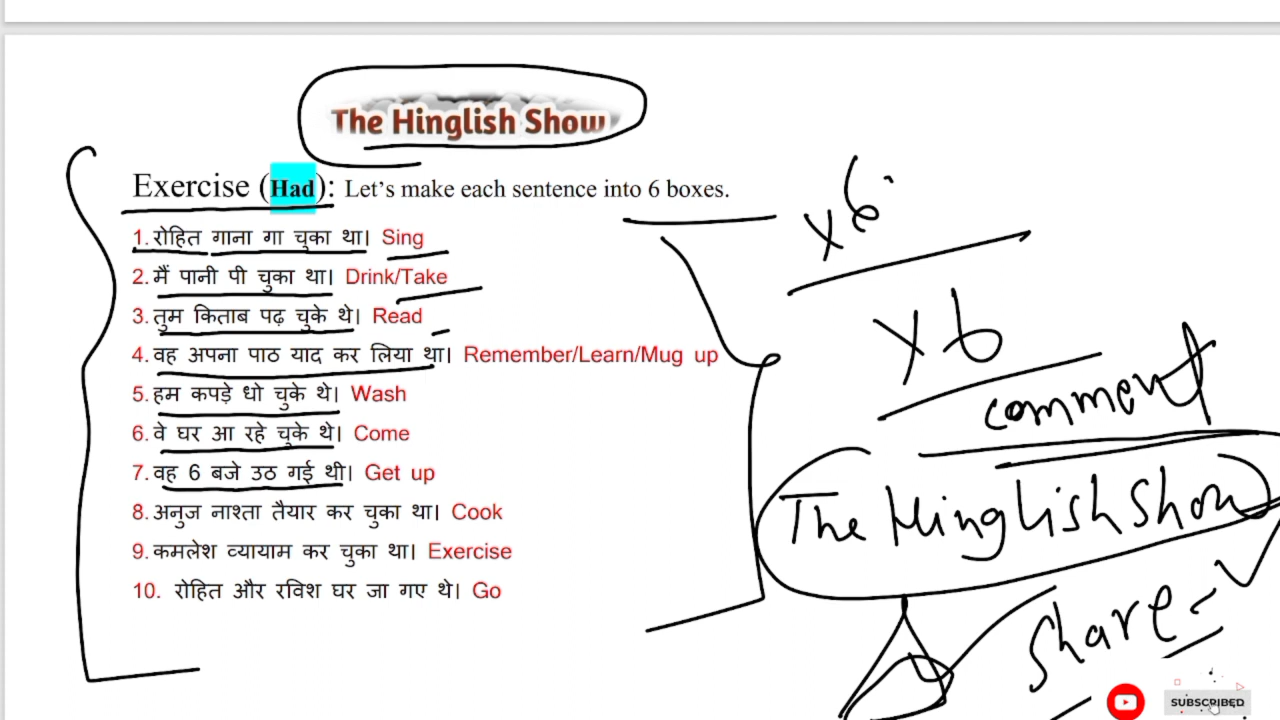 The Hinglish Show
Exercise (Had): Let's make each sentence into 6 boxes.
1. रोहित गाना गा चुका था। Sing
2. मैं पानी पी चुका था। Drink/Take
3. तुम किताब पढ़ चुके थे। Read
4. वह अपना पाठ याद कर लिया था। Remember/Learn/Mug up
5. हम कपड़े धो चुके थे। Wash
6. वे घर आ रहे चुके थे। Come
7. वह 6 बजे उठ गई थी। Get up
8. अनुज नाश्ता तैयार कर चुका था। Cook
9. कमलेश व्यायाम कर चुका था। Exercise
10. रोहित और रविश घर जा गए थे। Go
x6
x6
comment
The Hinglish Show
Share
SUBSCRIBED